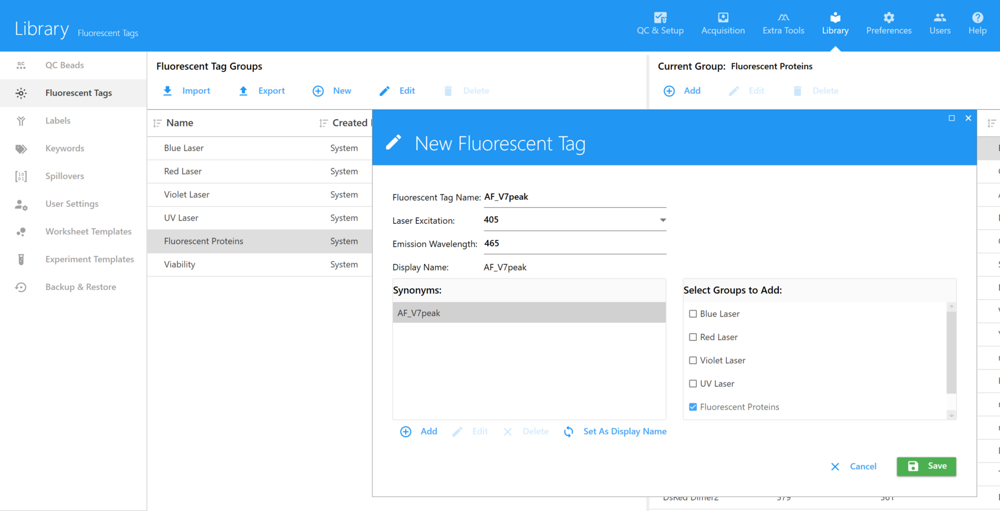 Library Fluorescent Tags
QC & Setup Acquisition Extra Tools Library Preferences Users Help
QC Beads
Fluorescent Tags
Labels
Keywords
Spillovers
User Settings
Worksheet Templates
Experiment Templates
Backup & Restore
Fluorescent Tag Groups
Import Export New Edit Delete
Name Created
Blue Laser System
Red Laser System
Violet Laser System
UV Laser System
Fluorescent Proteins System
Viability System
Current Group: Fluorescent Proteins
Add Edit Delete
New Fluorescent Tag
Fluorescent Tag Name: AF_V7peak
Laser Excitation: 405
Emission Wavelength: 465
Display Name: AF_V7peak
Synonyms:
AF_V7peak
Add Edit Delete Set As Display Name
Select Groups to Add:
Blue Laser
Red Laser
Violet Laser
UV Laser
Fluorescent Proteins
Cancel Save
DsRed Dimer2 579 561